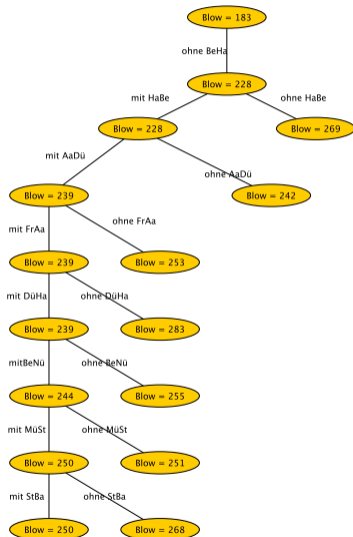 Blow = 183
ohne BeHa
Blow = 228
mit HaBe
ohne HaBe
Blow = 228
Blow = 269
mit AaDü
ohne AaDü
Blow = 239
Blow = 242
mit FrAa
ohne FrAa
Blow = 239
Blow = 253
mit DüHa
ohne DüHa
Blow = 239
Blow = 283
mitBeNü
ohne BeNü
Blow = 244
Blow = 255
mit MüSt
ohne MüSt
Blow = 250
Blow = 251
mit StBa
ohne StBa
Blow = 250
Blow = 268